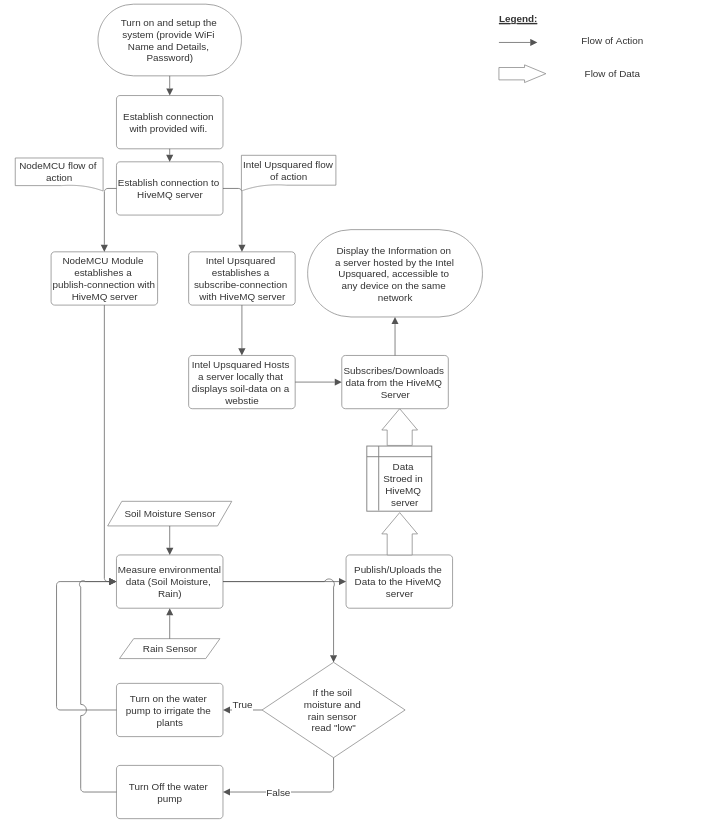 Turn on and setup the
system (provide WiFi
Name and Details,
Password)
Legend:
Flow of Action
Flow of Data
Establish connection
with provided wifi.
NodeMCU flow of
action
Establish connection to
HiveMQ server
Intel Upsquared flow
of action
NodeMCU Module
establishes a
publish-connection with
HiveMQ server
Intel Upsquared
establishes a
subscribe-connection
with HiveMQ server
Display the Information on
a server hosted by the Intel
Upsquared, accessible to
any device on the same
network
Intel Upsquared Hosts
a server locally that
displays soil-data on a
webstie
Subscribes/Downloads
data from the HiveMQ
Server
Data
Stroed in
HiveMQ
server
Soil Moisture Sensor
Measure environmental
data (Soil Moisture,
Rain)
Publish/Uploads the
Data to the HiveMQ
server
Rain Sensor
If the soil
moisture and
rain sensor
read "low"
True
Turn on the water
pump to irrigate the
plants
False
Turn Off the water
pump